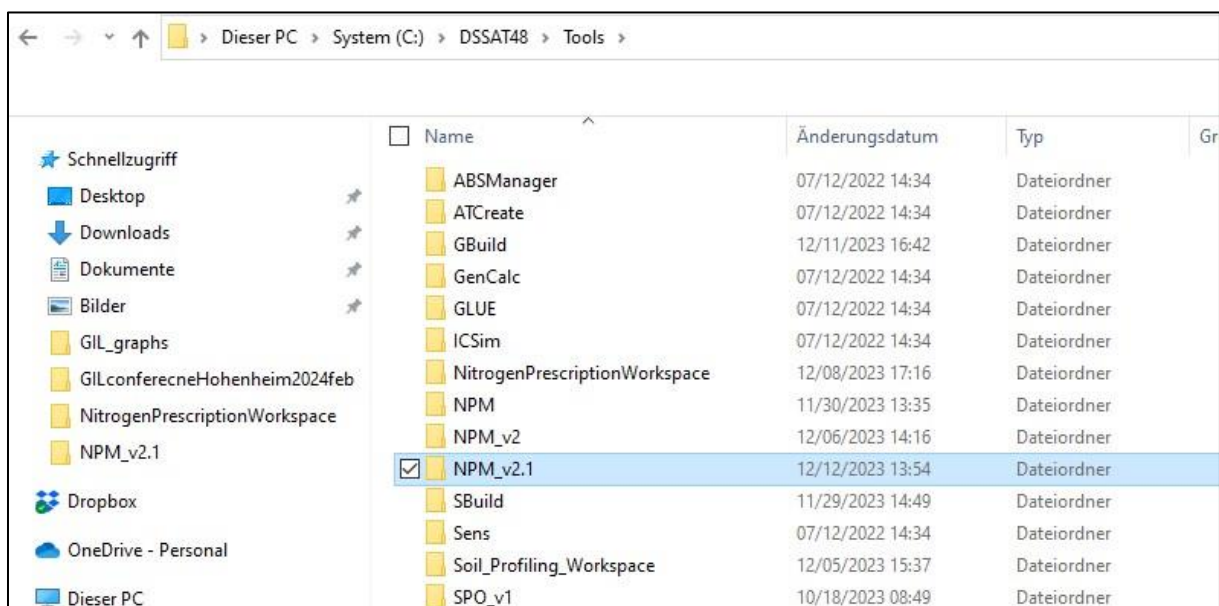 Dieser PC > System (C:) > DSSAT48 > Tools >
Schnellzugriff
Desktop
Downloads
Dokumente
Bilder
GIL_graphs
GILconferecneHohenheim2024feb
NitrogenPrescriptionWorkspace
NPM_v2.1
Dropbox
OneDrive - Personal
Dieser PC
Name Änderungsdatum Typ Gr
ABSManager 07/12/2022 14:34 Dateiordner
ATCreate 07/12/2022 14:34 Dateiordner
GBuild 12/11/2023 16:42 Dateiordner
GenCalc 07/12/2022 14:34 Dateiordner
GLUE 07/12/2022 14:34 Dateiordner
ICSim 07/12/2022 14:34 Dateiordner
NitrogenPrescriptionWorkspace 12/08/2023 17:16 Dateiordner
NPM 11/30/2023 13:35 Dateiordner
NPM_v2 12/06/2023 14:16 Dateiordner
NPM_v2.1 12/12/2023 13:54 Dateiordner
SBuild 11/29/2023 14:49 Dateiordner
Sens 07/12/2022 14:34 Dateiordner
Soil_Profiling_Workspace 12/05/2023 15:37 Dateiordner
SPO_v1 10/18/2023 08:49 Dateiordner